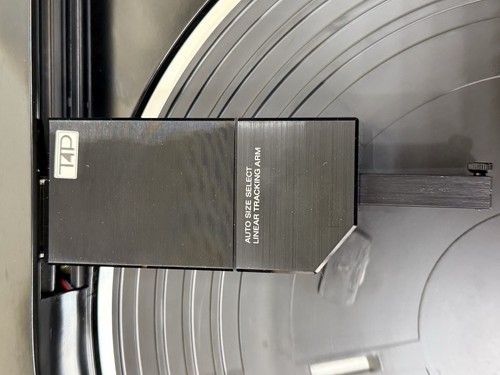 T4P
AUTO SIZE SELECT
LINEAR TRACKING ARM